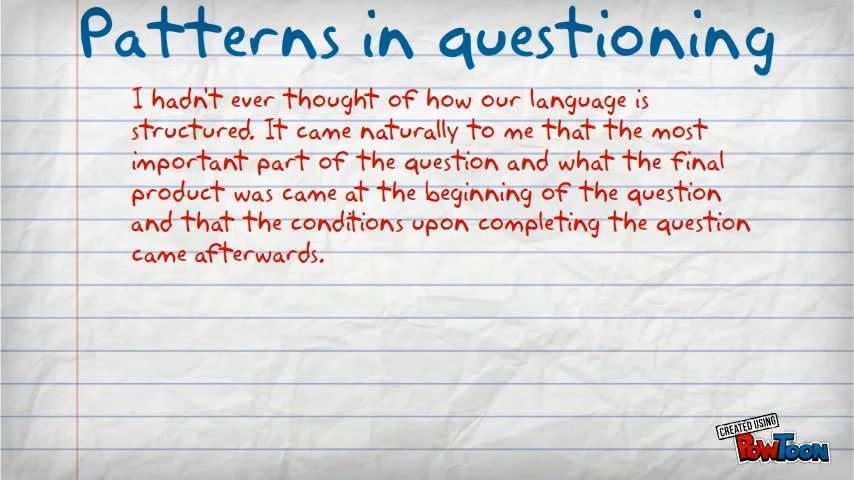 Patterns in questioning
I hadn't ever thought of how our language is
structured. It came naturally to me that the most
important part of the question and what the final
product was came at the beginning of the question
and that the conditions upon completing the question
came afterwards.
CREATED USING
POWTOON